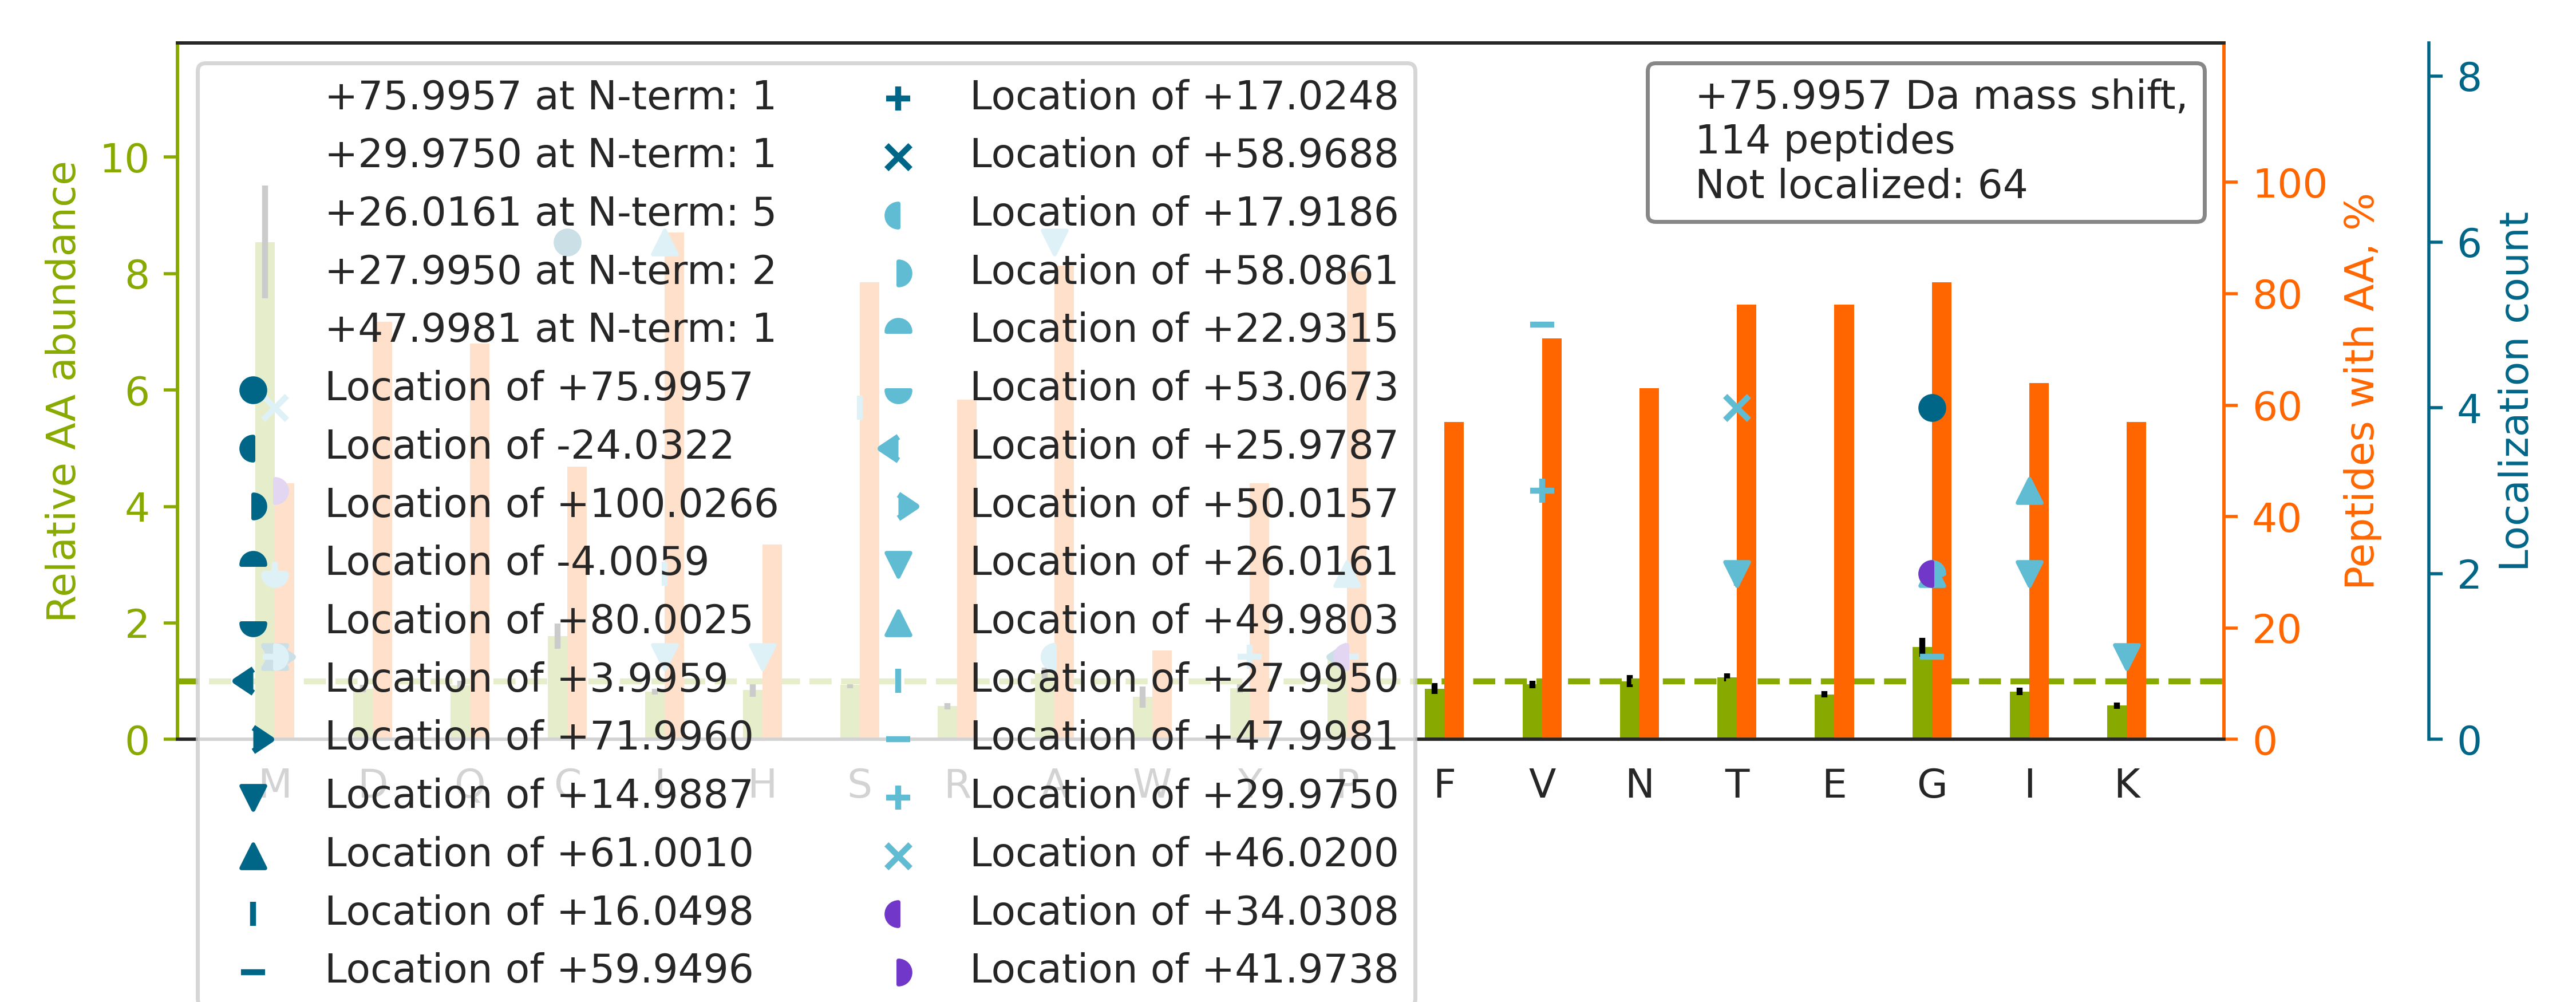 +75.9957 at N-term: 1
+29.9750 at N-term: 1
+26.0161 at N-term: 5
+27.9950 at N-term: 2
+47.9981 at N-term: 1
Location of +75.9957
Location of -24.0322
Location of +100.0266
Location of -4.0059
Location of +80.0025
Location of +3.9959
Location of +71.9960
Location of +14.9887
Location of +61.0010
Location of +16.0498
Location of +59.9496
Location of +17.0248
Location of +58.9688
Location of +17.9186
Location of +58.0861
Location of +22.9315
Location of +53.0673
Location of +25.9787
Location of +50.0157
Location of +26.0161
Location of +49.9803
Location of +27.9950
Location of +47.9981
Location of +29.9750
Location of +46.0200
Location of +34.0308
Location of +41.9738
+75.9957 Da mass shift,
114 peptides
Not localized: 64
Relative AA abundance
10
8
6
4
2
0
Peptides with AA, %
100
80
60
40
20
0
Localization count
8
6
4
2
0
M D Q C L H S R A W Y P F V N T E G I K